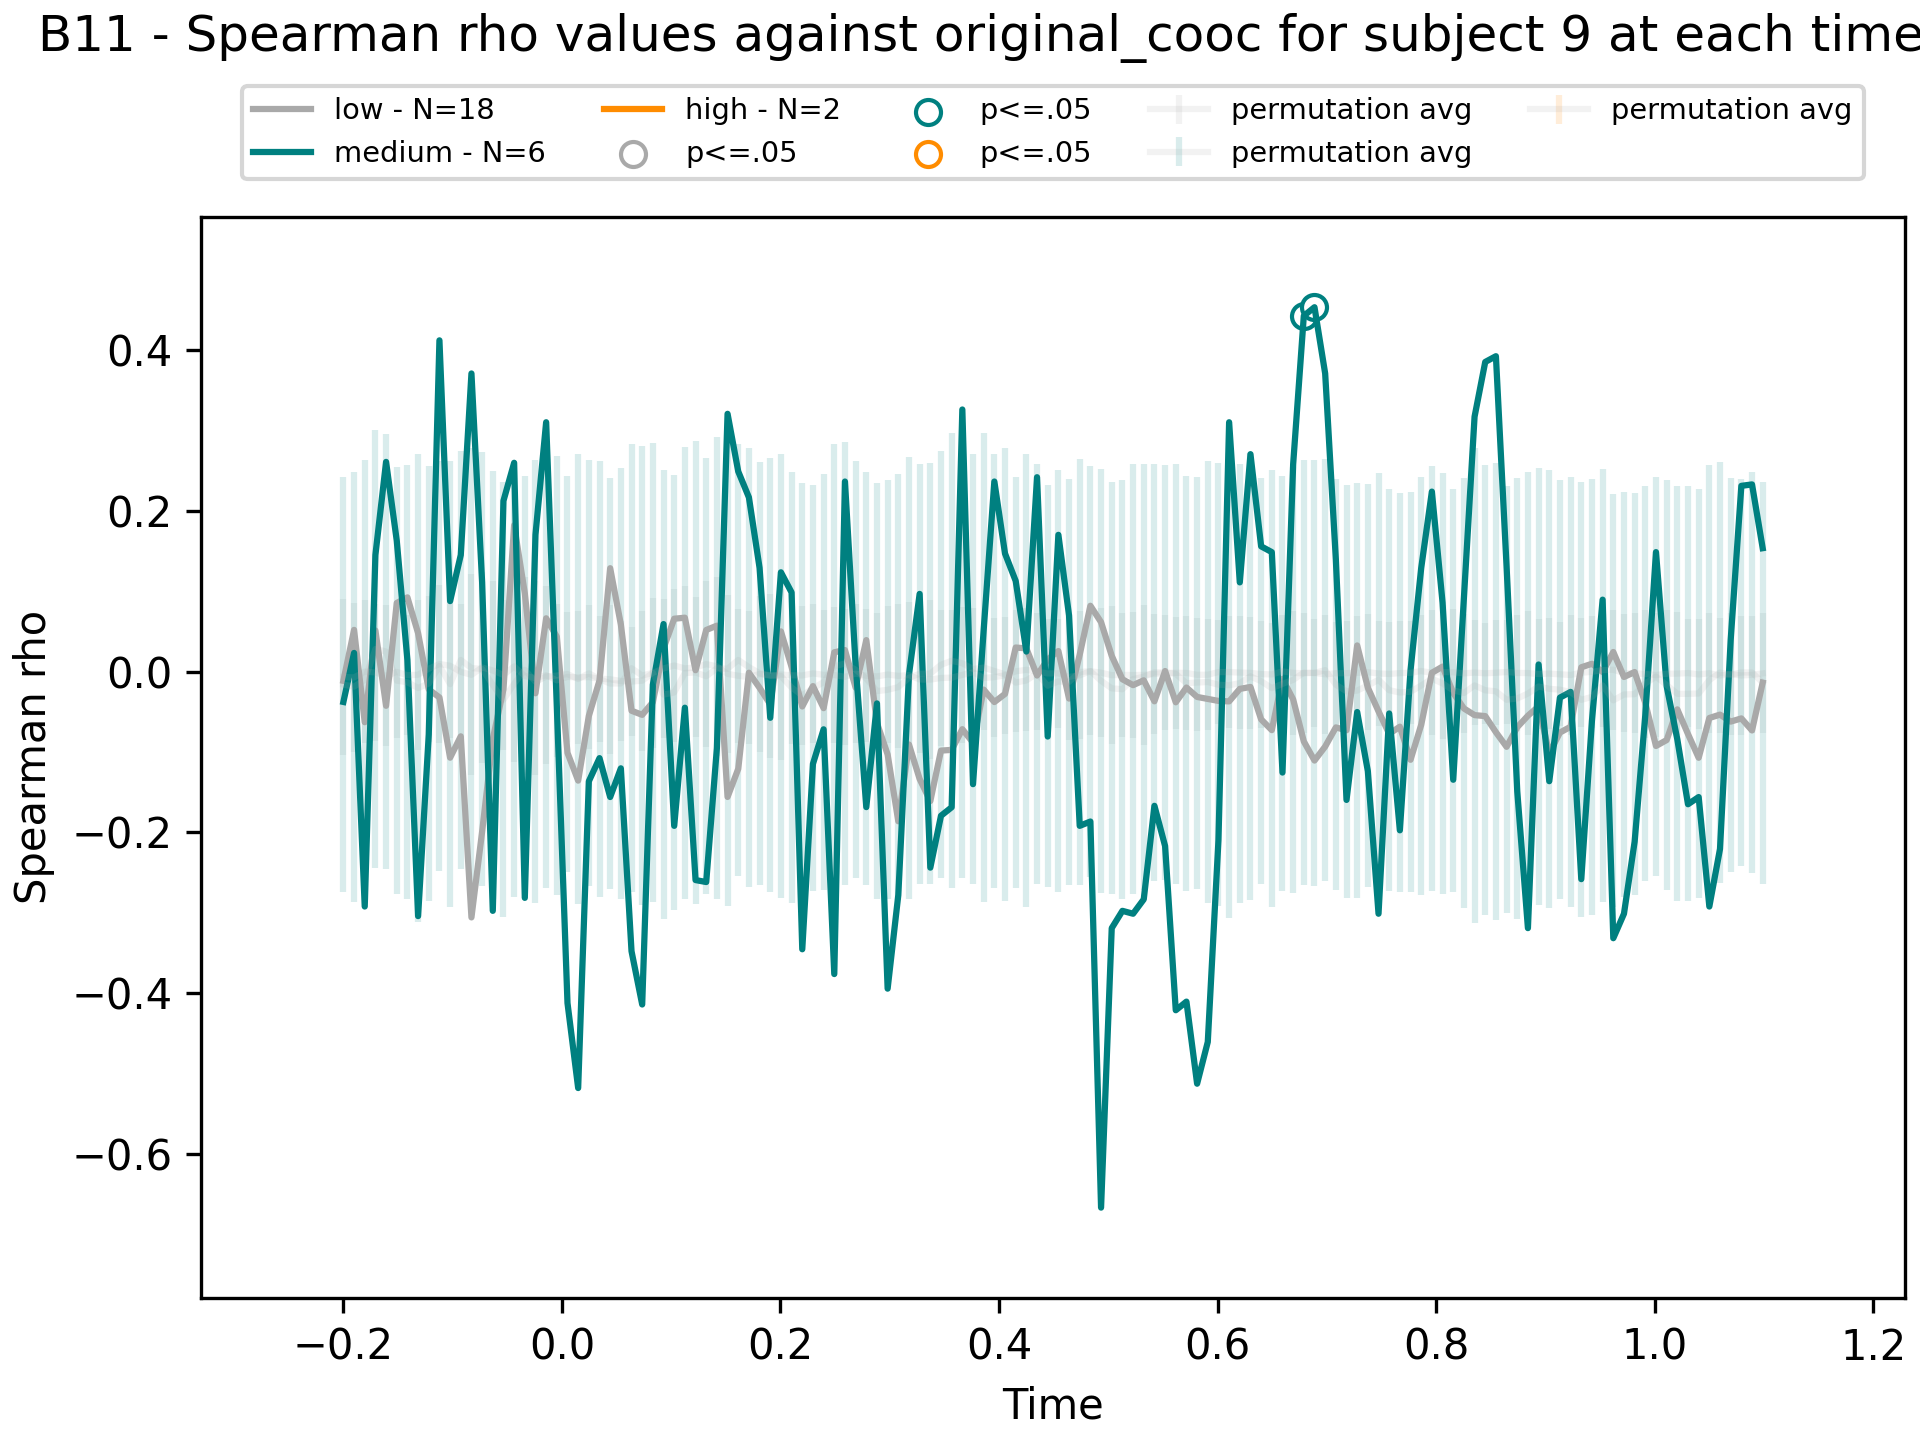 B11 - Spearman rho values against original_cooc for subject 9 at each time
low - N=18
medium - N=6
high - N=2
p<=.05
p<=.05
p<=.05
permutation avg
permutation avg
permutation avg
Spearman rho
0.4
0.2
0.0
−0.2
−0.4
−0.6
−0.2 0.0 0.2 0.4 0.6 0.8 1.0 1.2
Time